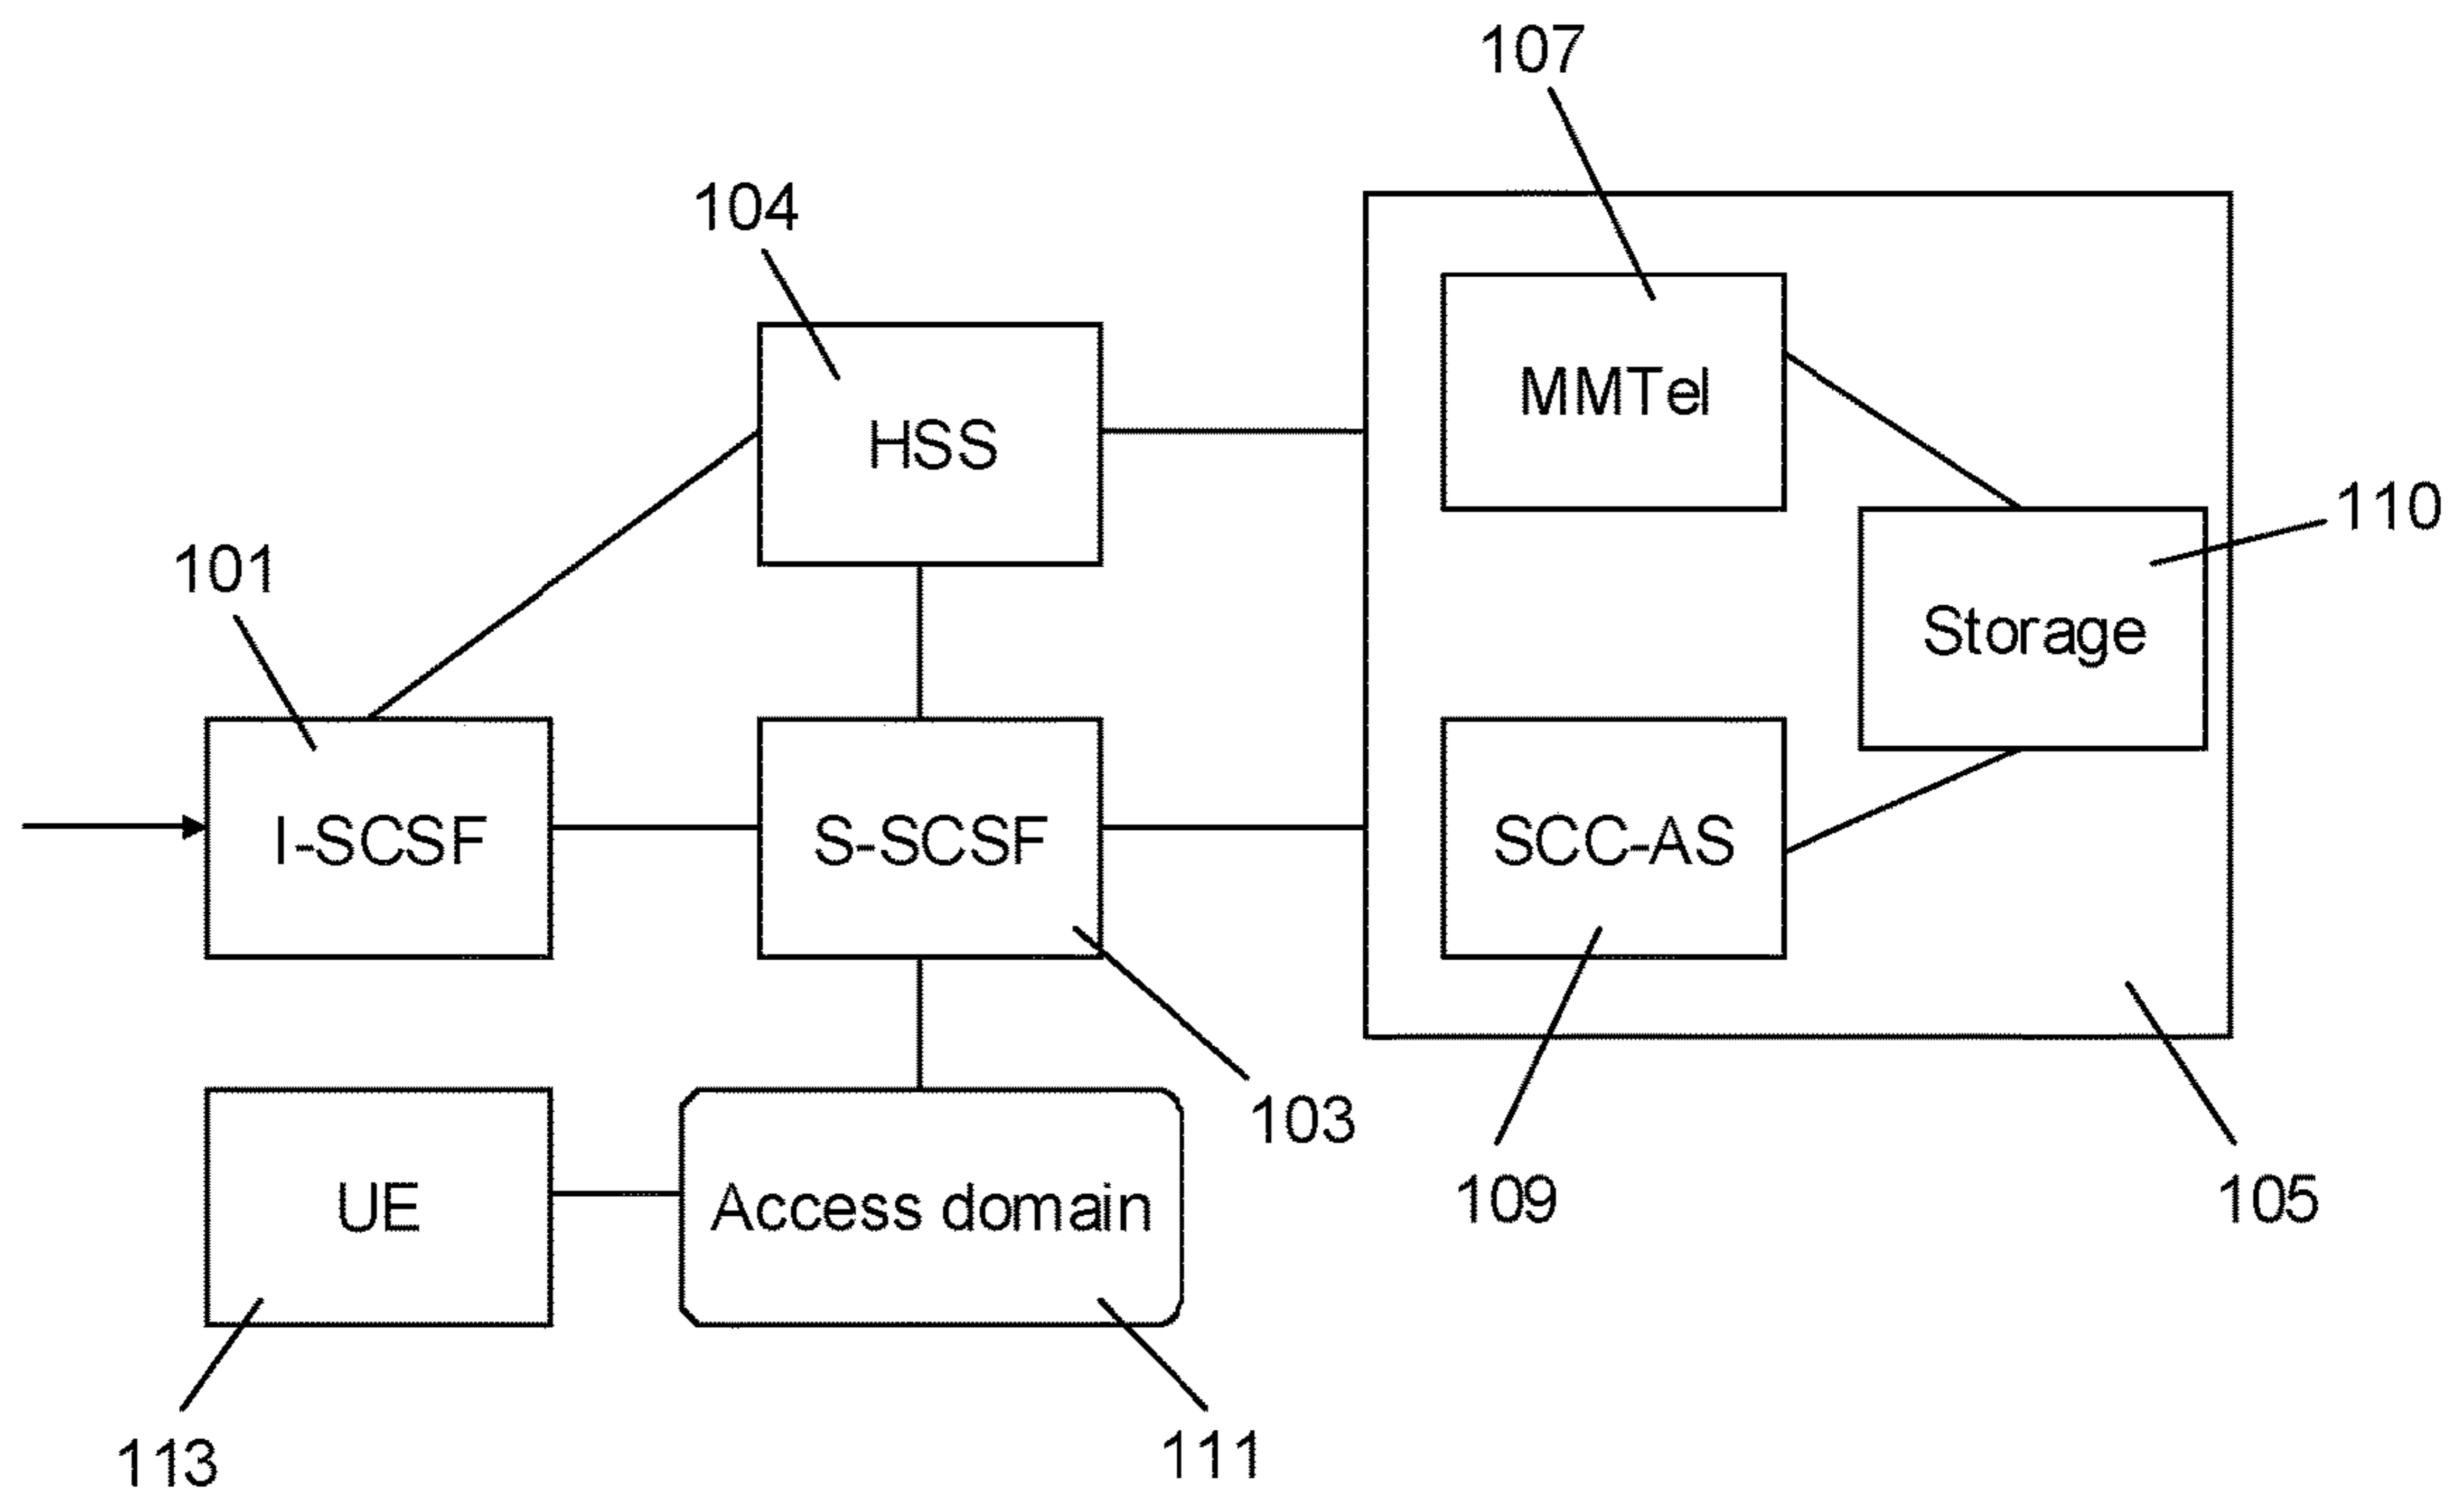 107
104
MMTel
HSS
110
101
Storage
I-SCSF
S-SCSF
SCC-AS
103
UE
Access domain
109
105
113
111